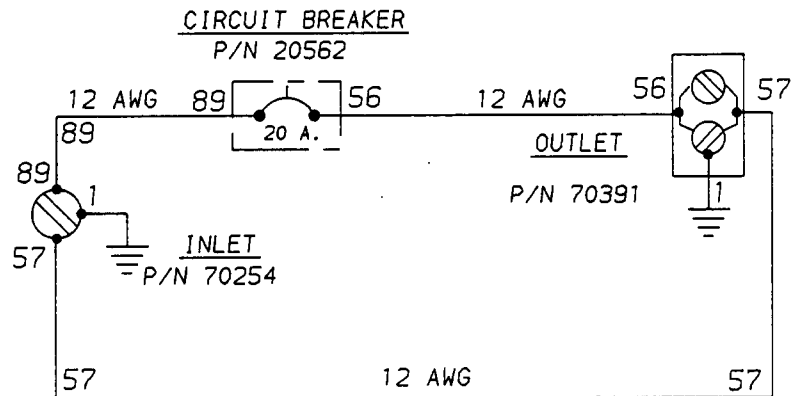 CIRCUIT BREAKER
P/N 20562
12 AWG
89
56
12 AWG
56
57
89
20 A.
OUTLET
89
1
P/N 70391
1
INLET
57
P/N 70254
57
12 AWG
57